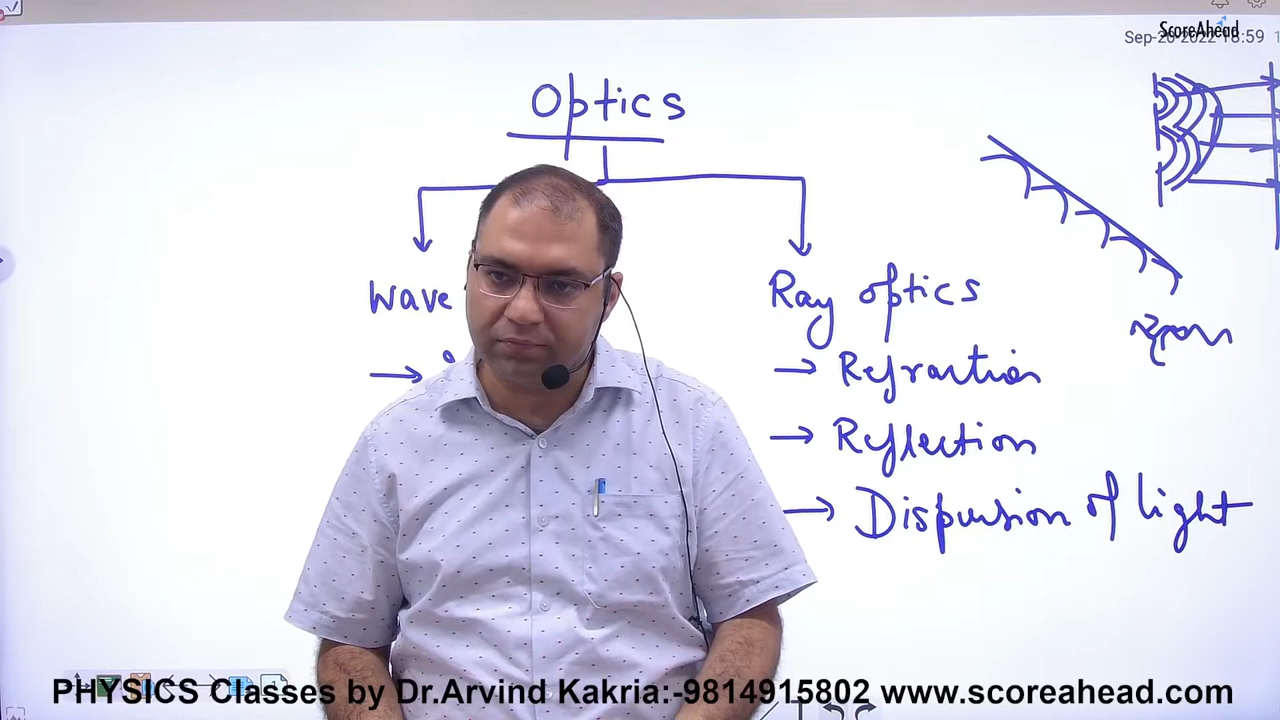 ScoreAhead
Optics
Wave
Ray optics
→ Refraction
→ Reflection
→ Dispersion of light
PHYSICS Classes by Dr.Arvind Kakria:-9814915802 www.scoreahead.com